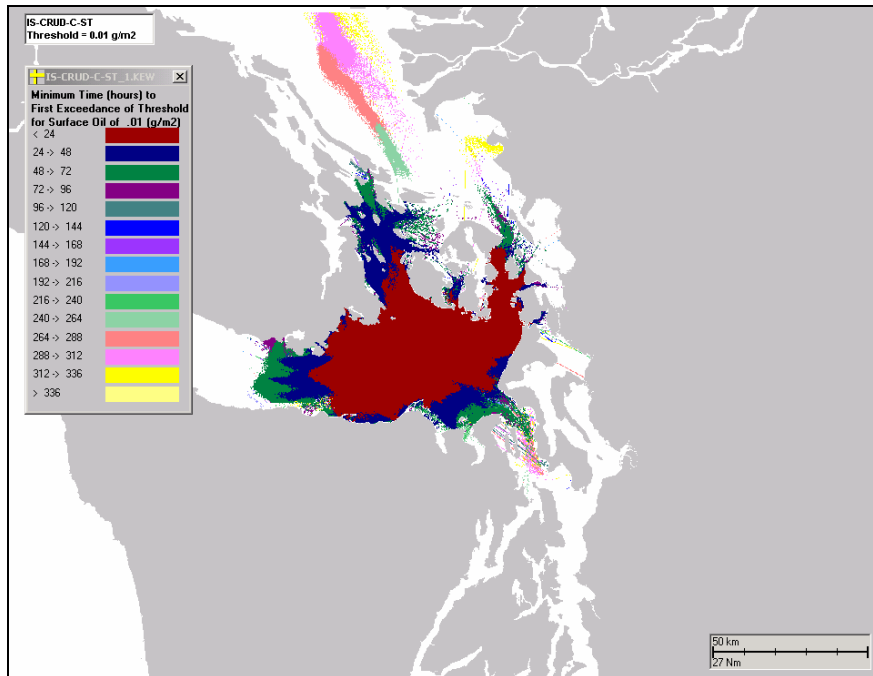 IS-CRUD-C-ST
Threshold = 0.01 g/m2
IS-CRUD-C-ST_1.KEW
Minimum Time (hours) to
First Exceedance of Threshold
for Surface Oil of .01 (g/m2)
< 24
24 -> 48
48 -> 72
72 -> 96
96 -> 120
120 -> 144
144 -> 168
168 -> 192
192 -> 216
216 -> 240
240 -> 264
264 -> 288
288 -> 312
312 -> 336
> 336
50 km
27 Nm